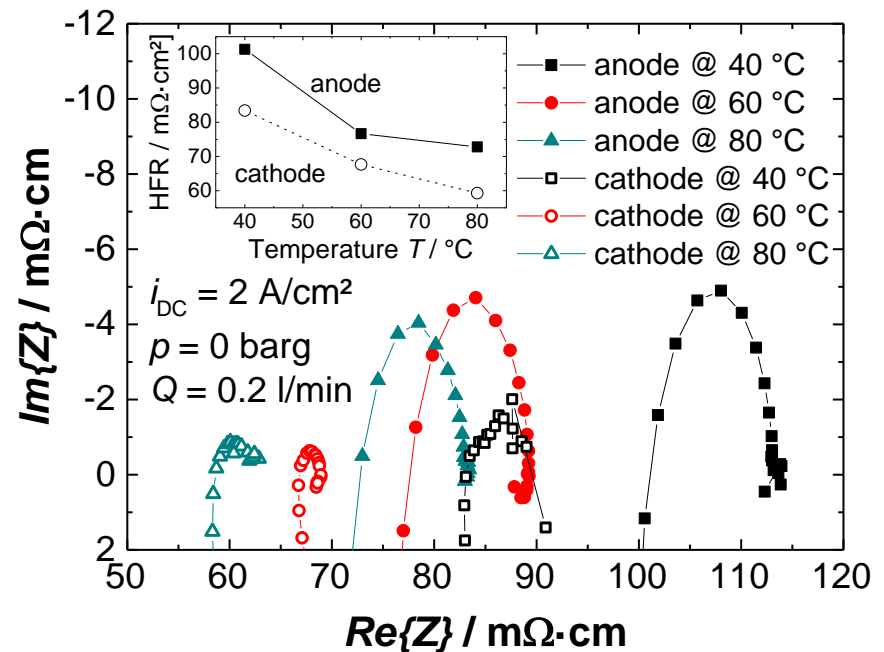 -12
-10
-8
-6
-4
-2
0
2
Im{Z} / mΩ·cm
50 60 70 80 90 100 110 120
Re{Z} / mΩ·cm
100
90
80
70
60
HFR / mΩ·cm²
anode
cathode
40 50 60 70 80
Temperature T / °C
anode @ 40 °C
anode @ 60 °C
anode @ 80 °C
cathode @ 40 °C
cathode @ 60 °C
cathode @ 80 °C
iDC = 2 A/cm²
p = 0 barg
Q = 0.2 l/min